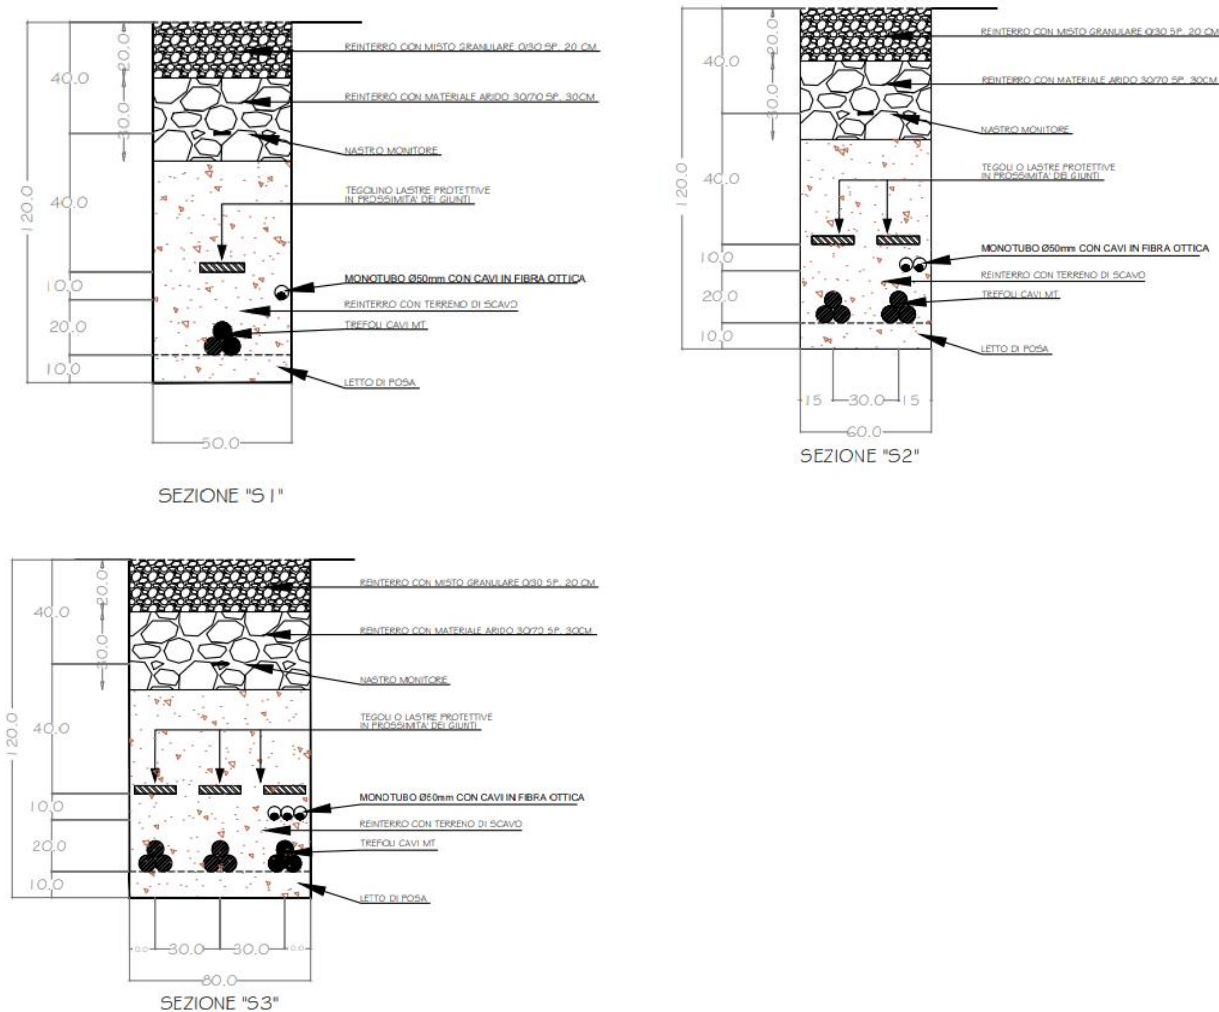 20.0
40.0
30.0
120.0
40.0
10.0
20.0
10.0
50.0
REINTERRO CON MISTO GRANULARE 0/30 SP. 20 CM
REINTERRO CON MATERIALE ARIDO 30/70 SP. 30CM
NASTRO MONITORE
TEGOLINO LASTRE PROTETTIVE
IN PROSSIMITA' DEI GIUNTI
MONOTUBO Ø50mm CON CAVI IN FIBRA OTTICA
REINTERRO CON TERRENO DI SCAVO
TREFOLI CAVI MT
LETTO DI POSA
SEZIONE "S1"
20.0
40.0
30.0
120.0
40.0
10.0
20.0
10.0
15 30.0 15
60.0
REINTERRO CON MISTO GRANULARE 0/30 SP. 20 CM
REINTERRO CON MATERIALE ARIDO 30/70 SP. 30CM
NASTRO MONITORE
TEGOLI O LASTRE PROTETTIVE
IN PROSSIMITA' DEI GIUNTI
MONOTUBO Ø50mm CON CAVI IN FIBRA OTTICA
REINTERRO CON TERRENO DI SCAVO
TREFOLI CAVI MT
LETTO DI POSA
SEZIONE "S2"
20.0
40.0
30.0
120.0
40.0
10.0
20.0
10.0
30.0 30.0
80.0
REINTERRO CON MISTO GRANULARE 0/30 SP. 20 CM
REINTERRO CON MATERIALE ARIDO 30/70 SP. 30CM
NASTRO MONITORE
TEGOLI O LASTRE PROTETTIVE
IN PROSSIMITA' DEI GIUNTI
MONOTUBO Ø50mm CON CAVI IN FIBRA OTTICA
REINTERRO CON TERRENO DI SCAVO
TREFOLI CAVI MT
LETTO DI POSA
SEZIONE "S3"